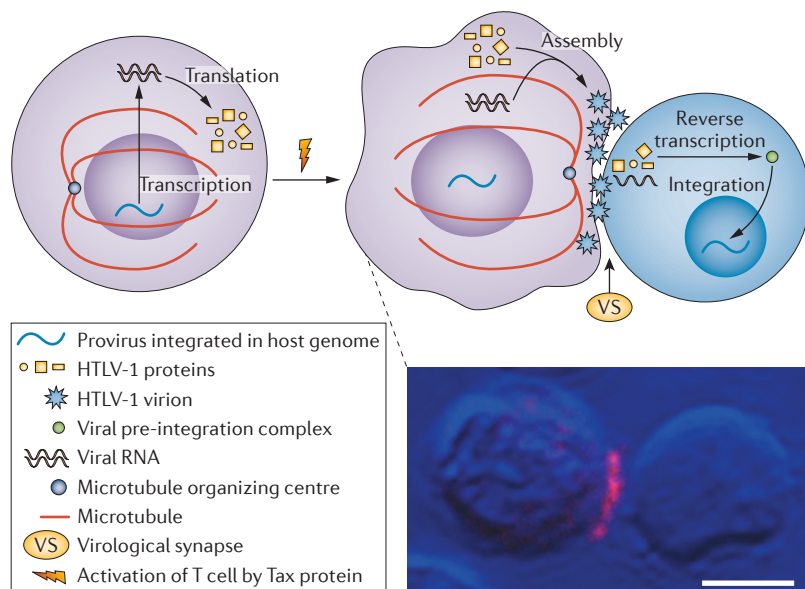 Translation
Transcription
Assembly
Reverse
transcription
Integration
VS
Provirus integrated in host genome
HTLV-1 proteins
HTLV-1 virion
Viral pre-integration complex
Viral RNA
Microtubule organizing centre
Microtubule
VS Virological synapse
Activation of T cell by Tax protein